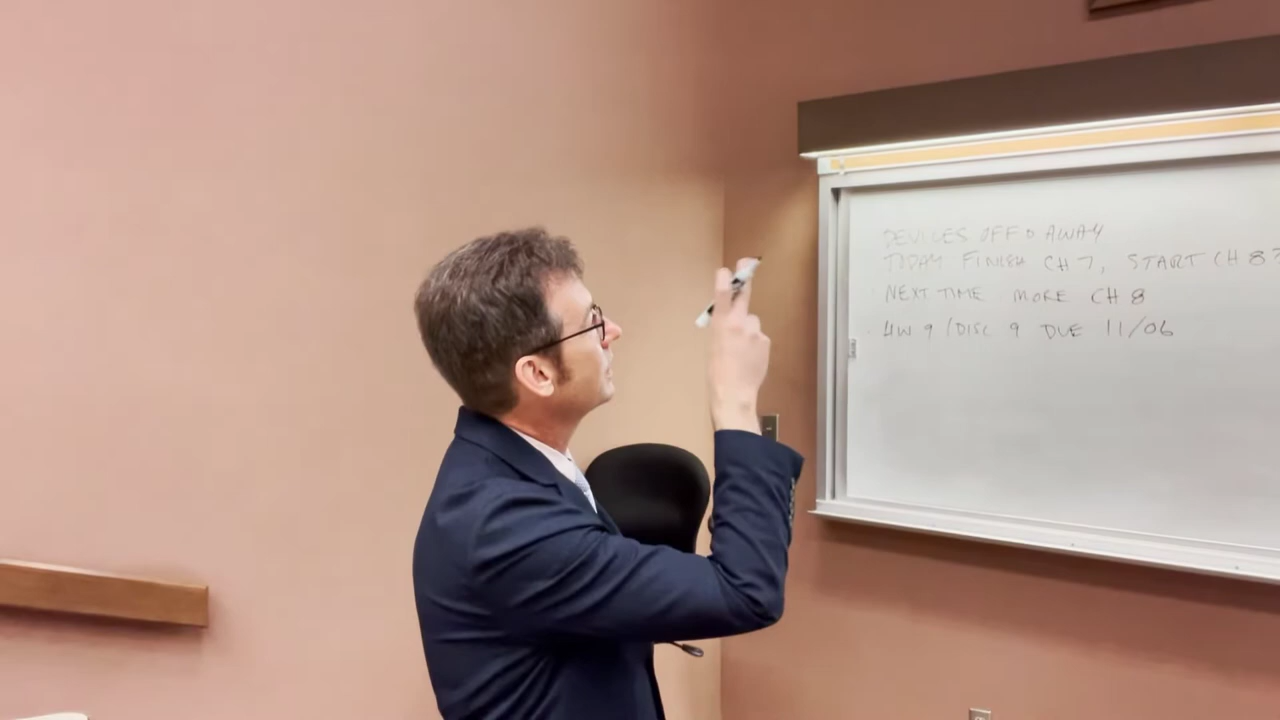 DEVICES OFF & AWAY
TODAY FINISH CH 7, START CH 8?
NEXT TIME MORE CH 8
HW 9 / DISC 9 DUE 11/06